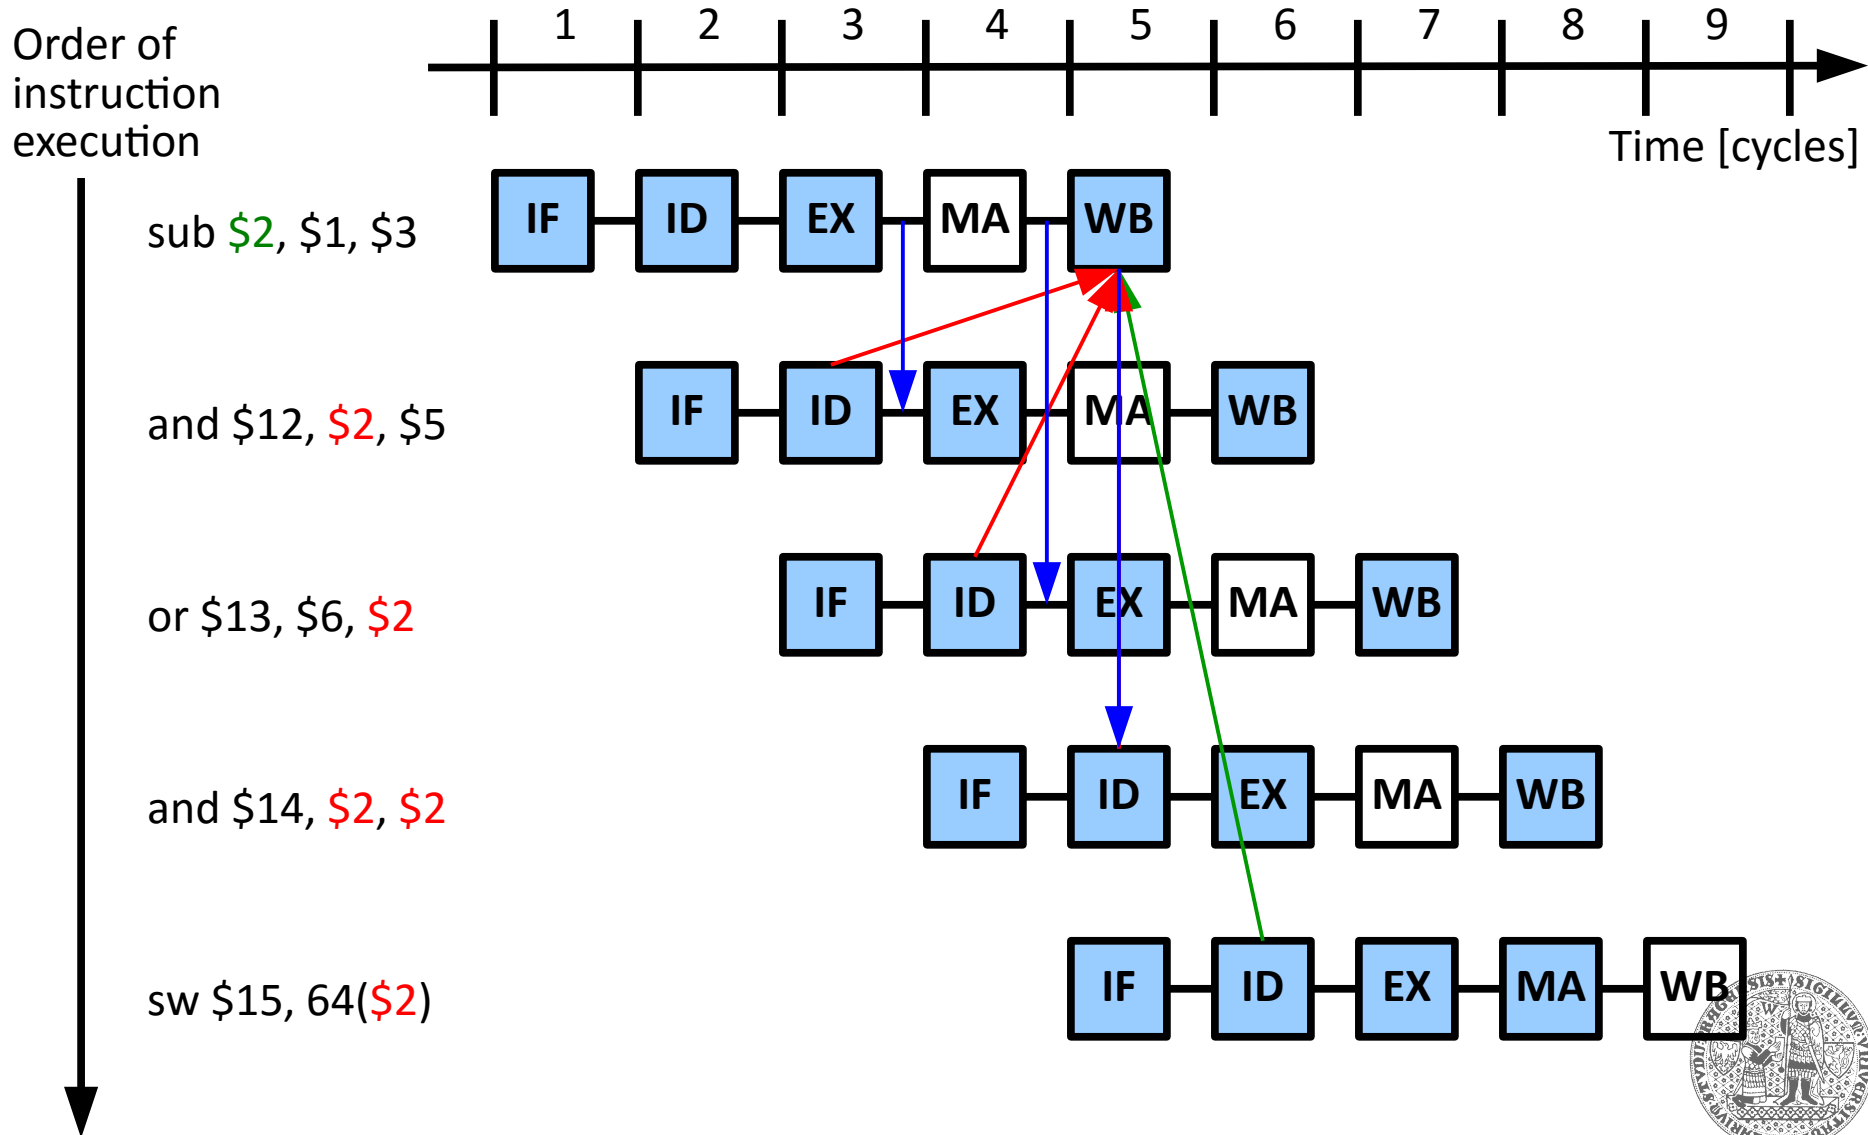 Order of
instruction
execution
1 2 3 4 5 6 7 8 9
Time [cycles]
sub $2, $1, $3
IF ID EX MA WB
and $12, $2, $5
IF ID EX MA WB
or $13, $6, $2
IF ID EX MA WB
and $14, $2, $2
IF ID EX MA WB
sw $15, 64($2)
IF ID EX MA WB